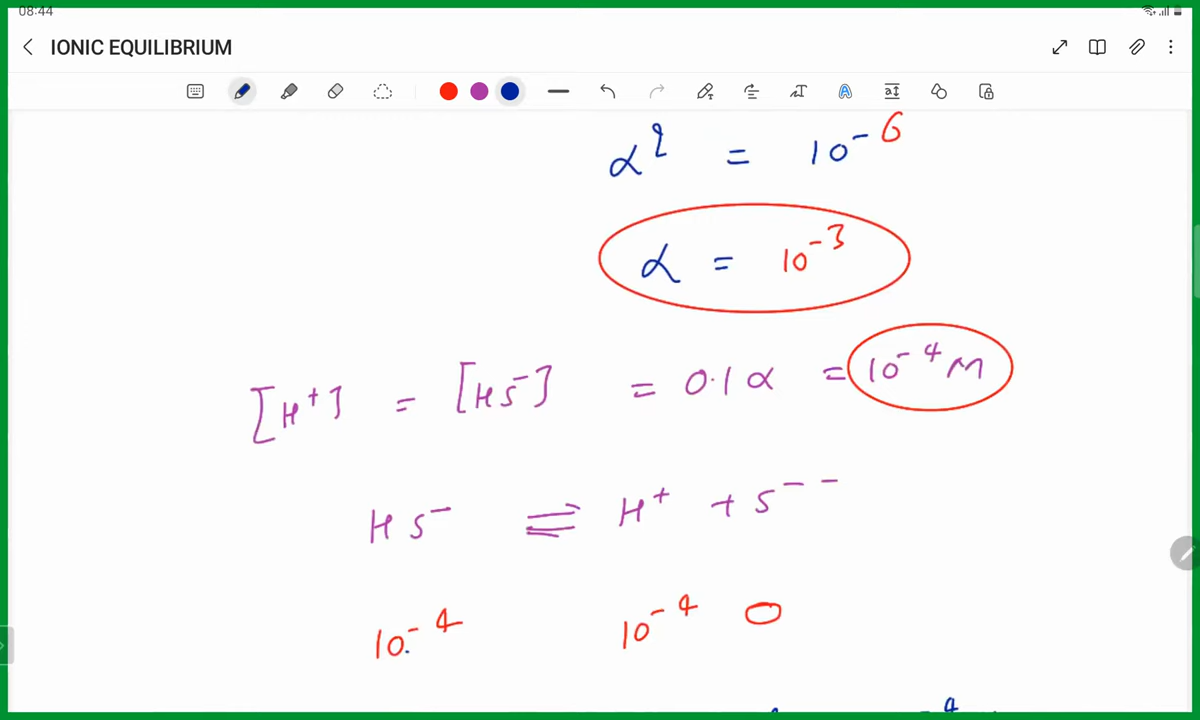 08:44
IONIC EQUILIBRIUM
α² = 10⁻⁶
α = 10⁻³
[H⁺] = [HS⁻] = 0.1α = 10⁻⁴ M
HS⁻ ⇌ H⁺ + S⁻⁻
10⁻⁴ 10⁻⁴ 0